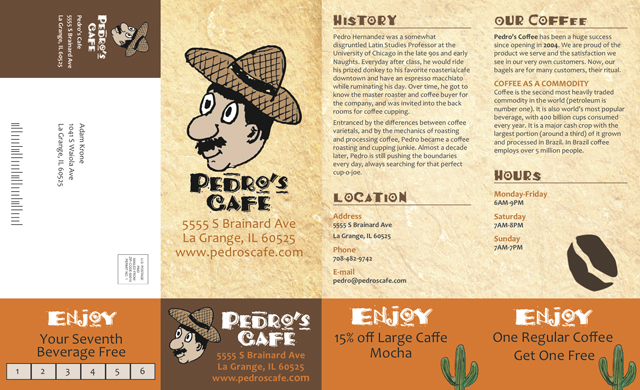 PEDRO'S
CAFE
Pedro's Cafe
5555 S Brainard Ave
La Grange, IL 60525
Adam Krone
1041 S Waiola Ave
La Grange, IL 60525
PEDRO'S
CAFE
5555 S Brainard Ave
La Grange, IL 60525
www.pedroscafe.com
HISTORY
Pedro Hernandez was a somewhat
disgruntled Latin Studies Professor at the
University of Chicago in the late 90s and early
Naughts. Everyday after class, he would ride
his prized donkey to his favorite roasteria/cafe
downtown and have an espresso macchiato
while ruminating his day. Over time, he got to
know the master roaster and coffee buyer for
the company, and was invited into the back
rooms for coffee cupping.
Entranced by the differences between coffee
varietals, and by the mechanics of roasting
and processing coffee, Pedro became a coffee
roasting and cupping junkie. Almost a decade
later, Pedro is still pushing the boundaries
every day, always searching for that perfect
cup-o-joe.
LOCATION
Address
5555 S Brainard Ave
La Grange, IL 60525
Phone
708-482-9742
E-mail
pedro@pedroscafe.com
OUR COFFEE
Pedro's Coffee has been a huge success
since opening in 2004. We are proud of the
product we serve and the satisfaction we
see in our very own customers. Now, our
bagels are for many customers, their ritual.
COFFEE AS A COMMODITY
Coffee is the second most heavily traded
commodity in the world (petroleum is
number one). It is also world's most popular
beverage, with 400 billion cups consumed
every year. It is a major cash crop with the
largest portion (around a third) of it grown
and processed in Brazil. In Brazil coffee
employs over 5 million people.
HOURS
Monday-Friday
6AM-9PM
Saturday
7AM-8PM
Sunday
7AM-7PM
ENJOY
Your Seventh
Beverage Free
1 2 3 4 5 6
PEDRO'S
CAFE
5555 S Brainard Ave
La Grange, IL 60525
www.pedroscafe.com
ENJOY
15% off Large Caffe
Mocha
ENJOY
One Regular Coffee
Get One Free